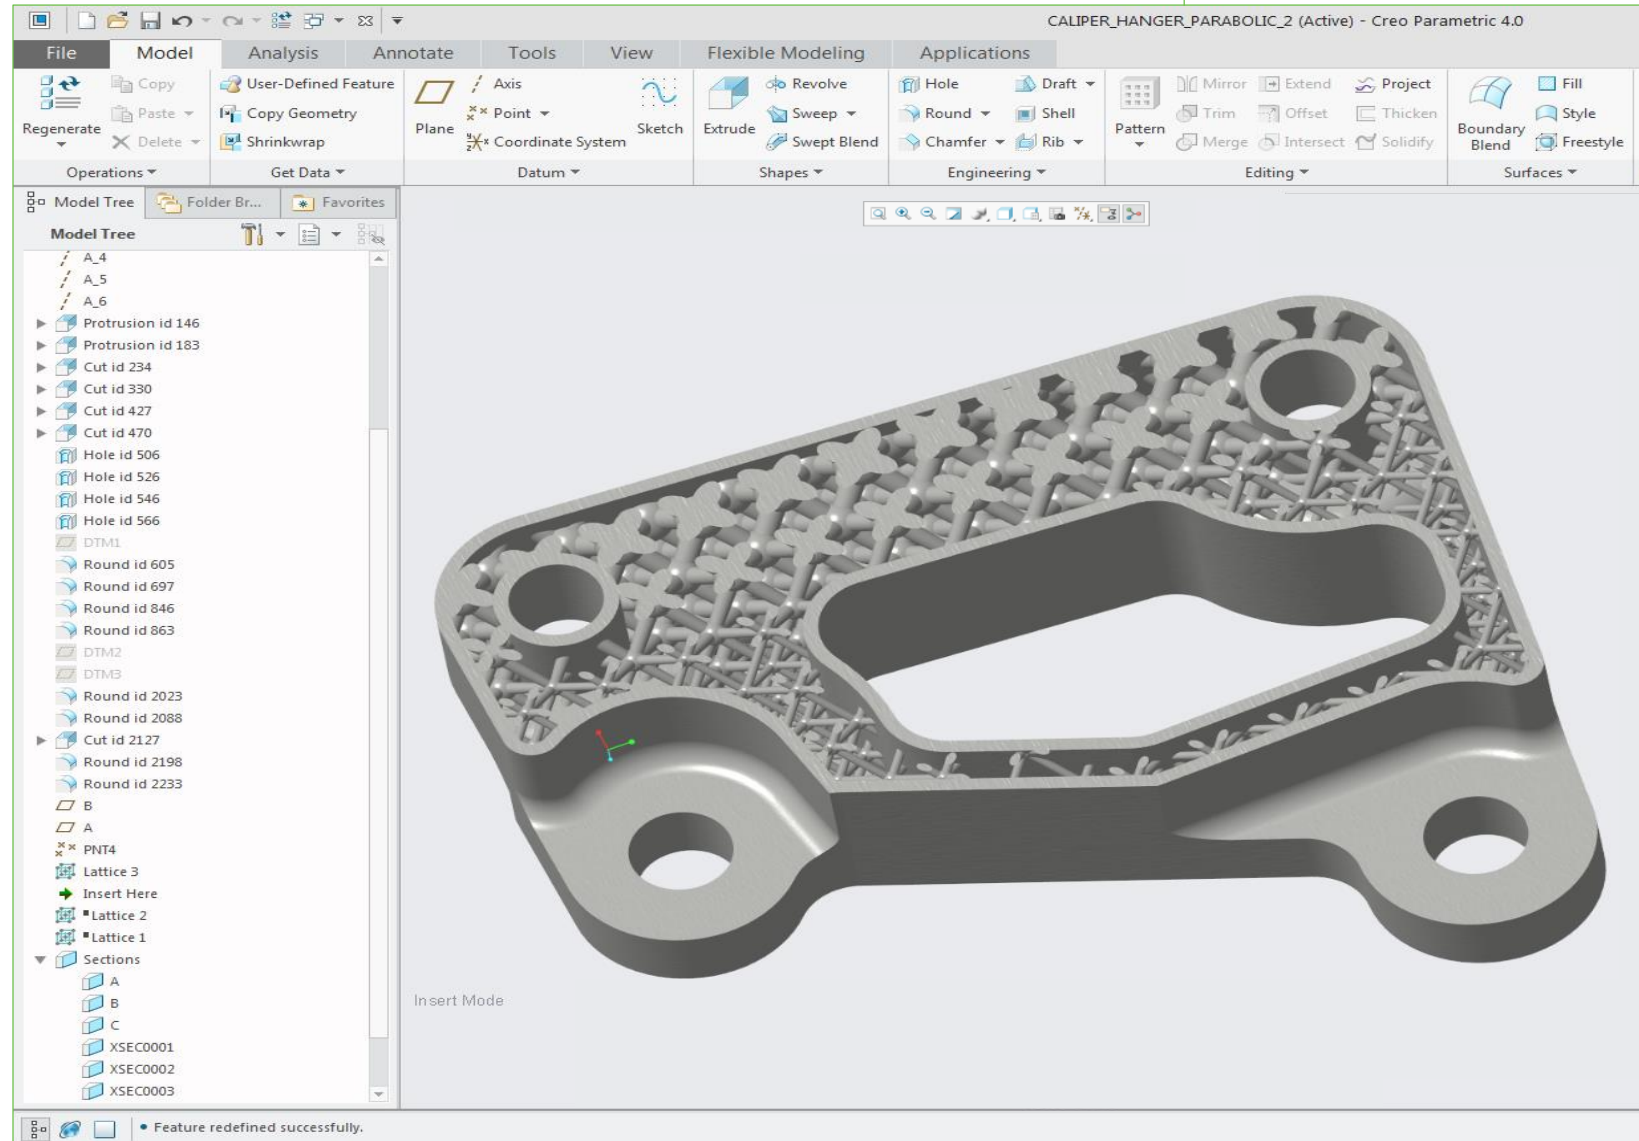 CALIPER_HANGER_PARABOLIC_2 (Active) - Creo Parametric 4.0
File Model Analysis Annotate Tools View Flexible Modeling Applications
Regenerate
Copy
Paste
Delete
Operations
User-Defined Feature
Copy Geometry
Shrinkwrap
Get Data
Plane
Axis
Point
Coordinate System
Sketch
Datum
Extrude
Revolve
Sweep
Swept Blend
Shapes
Hole
Round
Chamfer
Draft
Shell
Rib
Engineering
Pattern
Mirror
Trim
Merge
Extend
Offset
Intersect
Project
Thicken
Solidify
Editing
Boundary
Blend
Fill
Style
Freestyle
Surfaces
Model Tree Folder Br... Favorites
Model Tree
A_4
A_5
A_6
Protrusion id 146
Protrusion id 183
Cut id 234
Cut id 330
Cut id 427
Cut id 470
Hole id 506
Hole id 526
Hole id 546
Hole id 566
DTM1
Round id 605
Round id 697
Round id 846
Round id 863
DTM2
DTM3
Round id 2023
Round id 2088
Cut id 2127
Round id 2198
Round id 2233
B
A
PNT4
Lattice 3
Insert Here
Lattice 2
Lattice 1
Sections
A
B
C
XSEC0001
XSEC0002
XSEC0003
Insert Mode
• Feature redefined successfully.